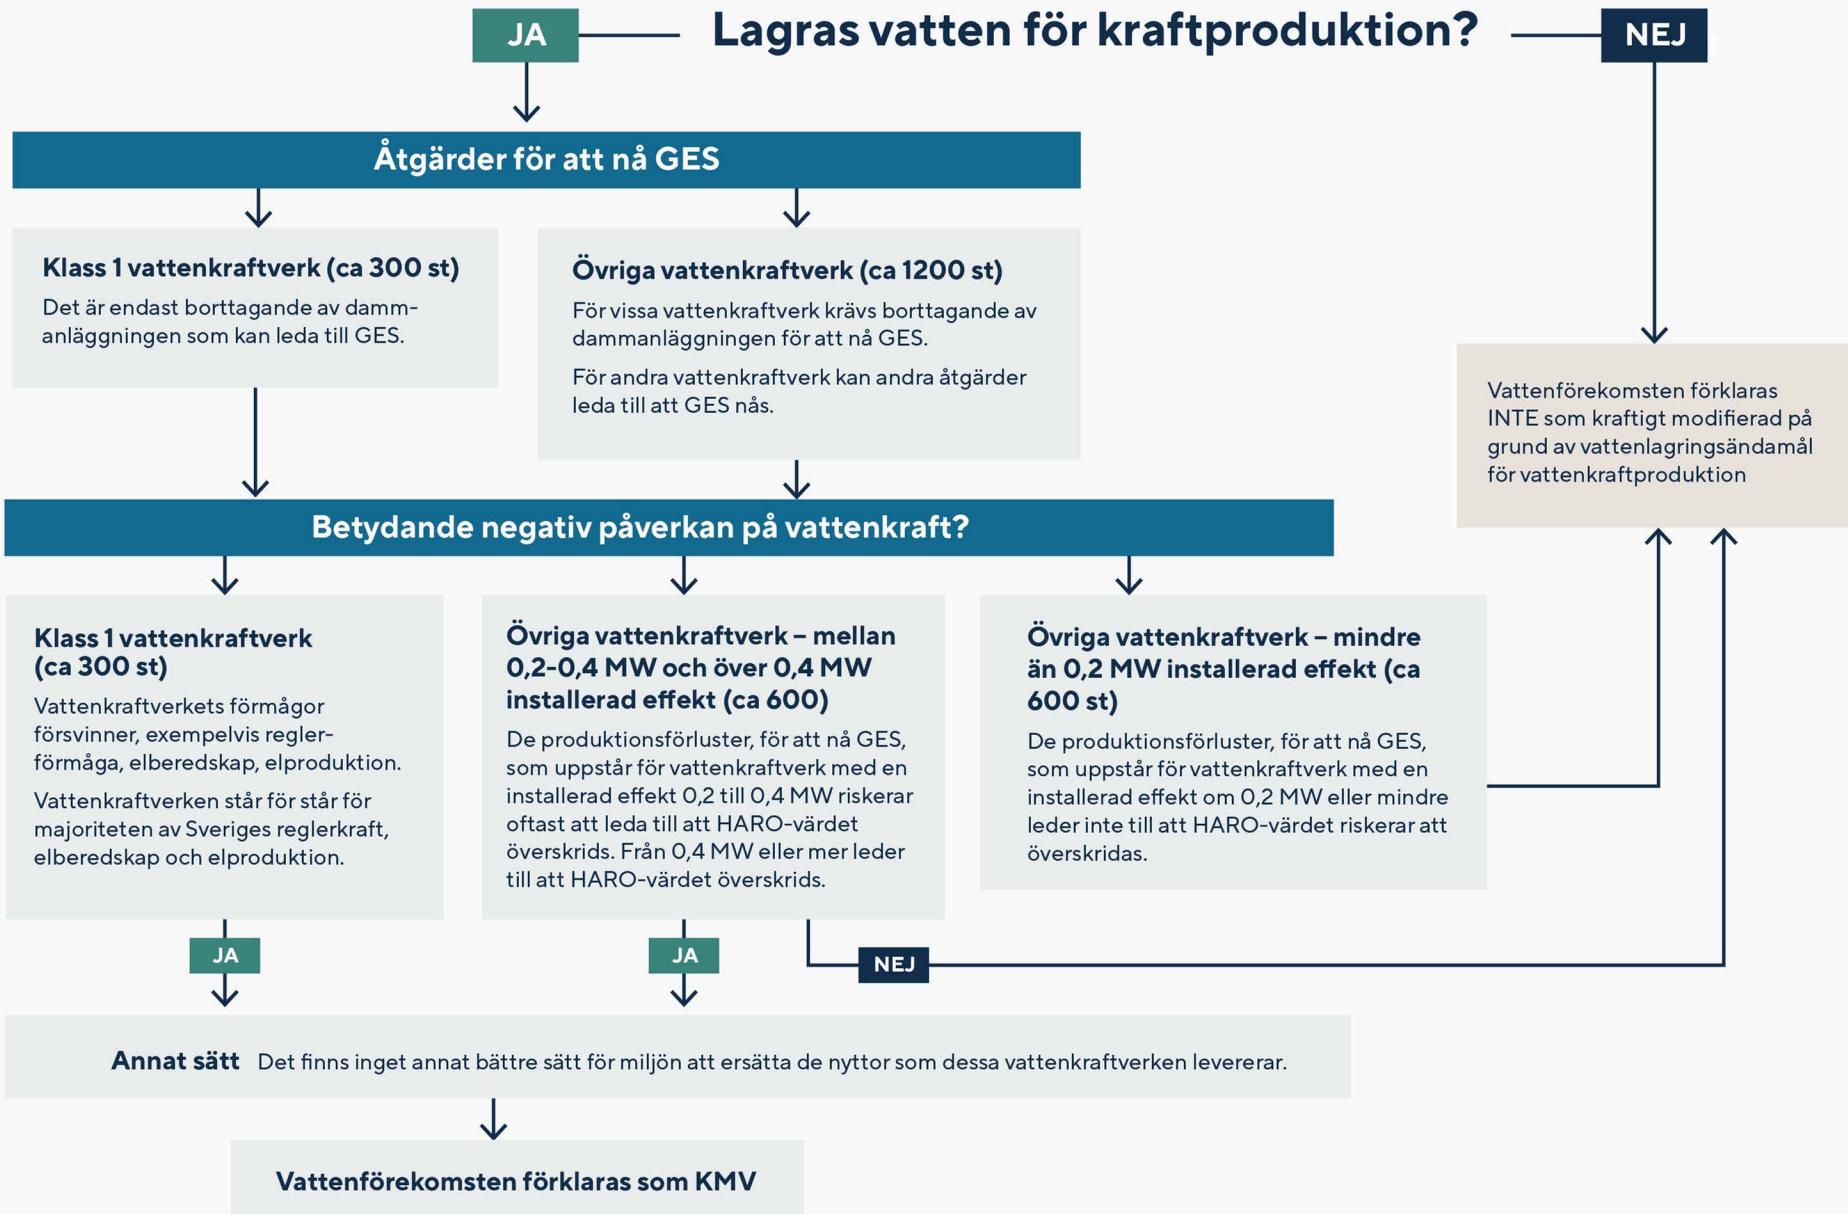 JA
Lagras vatten för kraftproduktion?
NEJ
Åtgärder för att nå GES
Klass 1 vattenkraftverk (ca 300 st)
Det är endast borttagande av damm-
anläggningen som kan leda till GES.
Övriga vattenkraftverk (ca 1200 st)
För vissa vattenkraftverk krävs borttagande av
dammanläggningen för att nå GES.
För andra vattenkraftverk kan andra åtgärder
leda till att GES nås.
Vattenförekomsten förklaras
INTE som kraftigt modifierad på
grund av vattenlagringsändamål
för vattenkraftproduktion
Betydande negativ påverkan på vattenkraft?
Klass 1 vattenkraftverk
(ca 300 st)
Vattenkraftverkets förmågor
försvinner, exempelvis regler-
förmåga, elberedskap, elproduktion.
Vattenkraftverken står för står för
majoriteten av Sveriges reglerkraft,
elberedskap och elproduktion.
Övriga vattenkraftverk – mellan
0,2-0,4 MW och över 0,4 MW
installerad effekt (ca 600)
De produktionsförluster, för att nå GES,
som uppstår för vattenkraftverk med en
installerad effekt 0,2 till 0,4 MW riskerar
oftast att leda till att HARO-värdet
överskrids. Från 0,4 MW eller mer leder
till att HARO-värdet överskrids.
Övriga vattenkraftverk – mindre
än 0,2 MW installerad effekt (ca
600 st)
De produktionsförluster, för att nå GES,
som uppstår för vattenkraftverk med en
installerad effekt om 0,2 MW eller mindre
leder inte till att HARO-värdet riskerar att
överskridas.
JA
JA
NEJ
Annat sätt Det finns inget annat bättre sätt för miljön att ersätta de nyttor som dessa vattenkraftverken levererar.
Vattenförekomsten förklaras som KMV